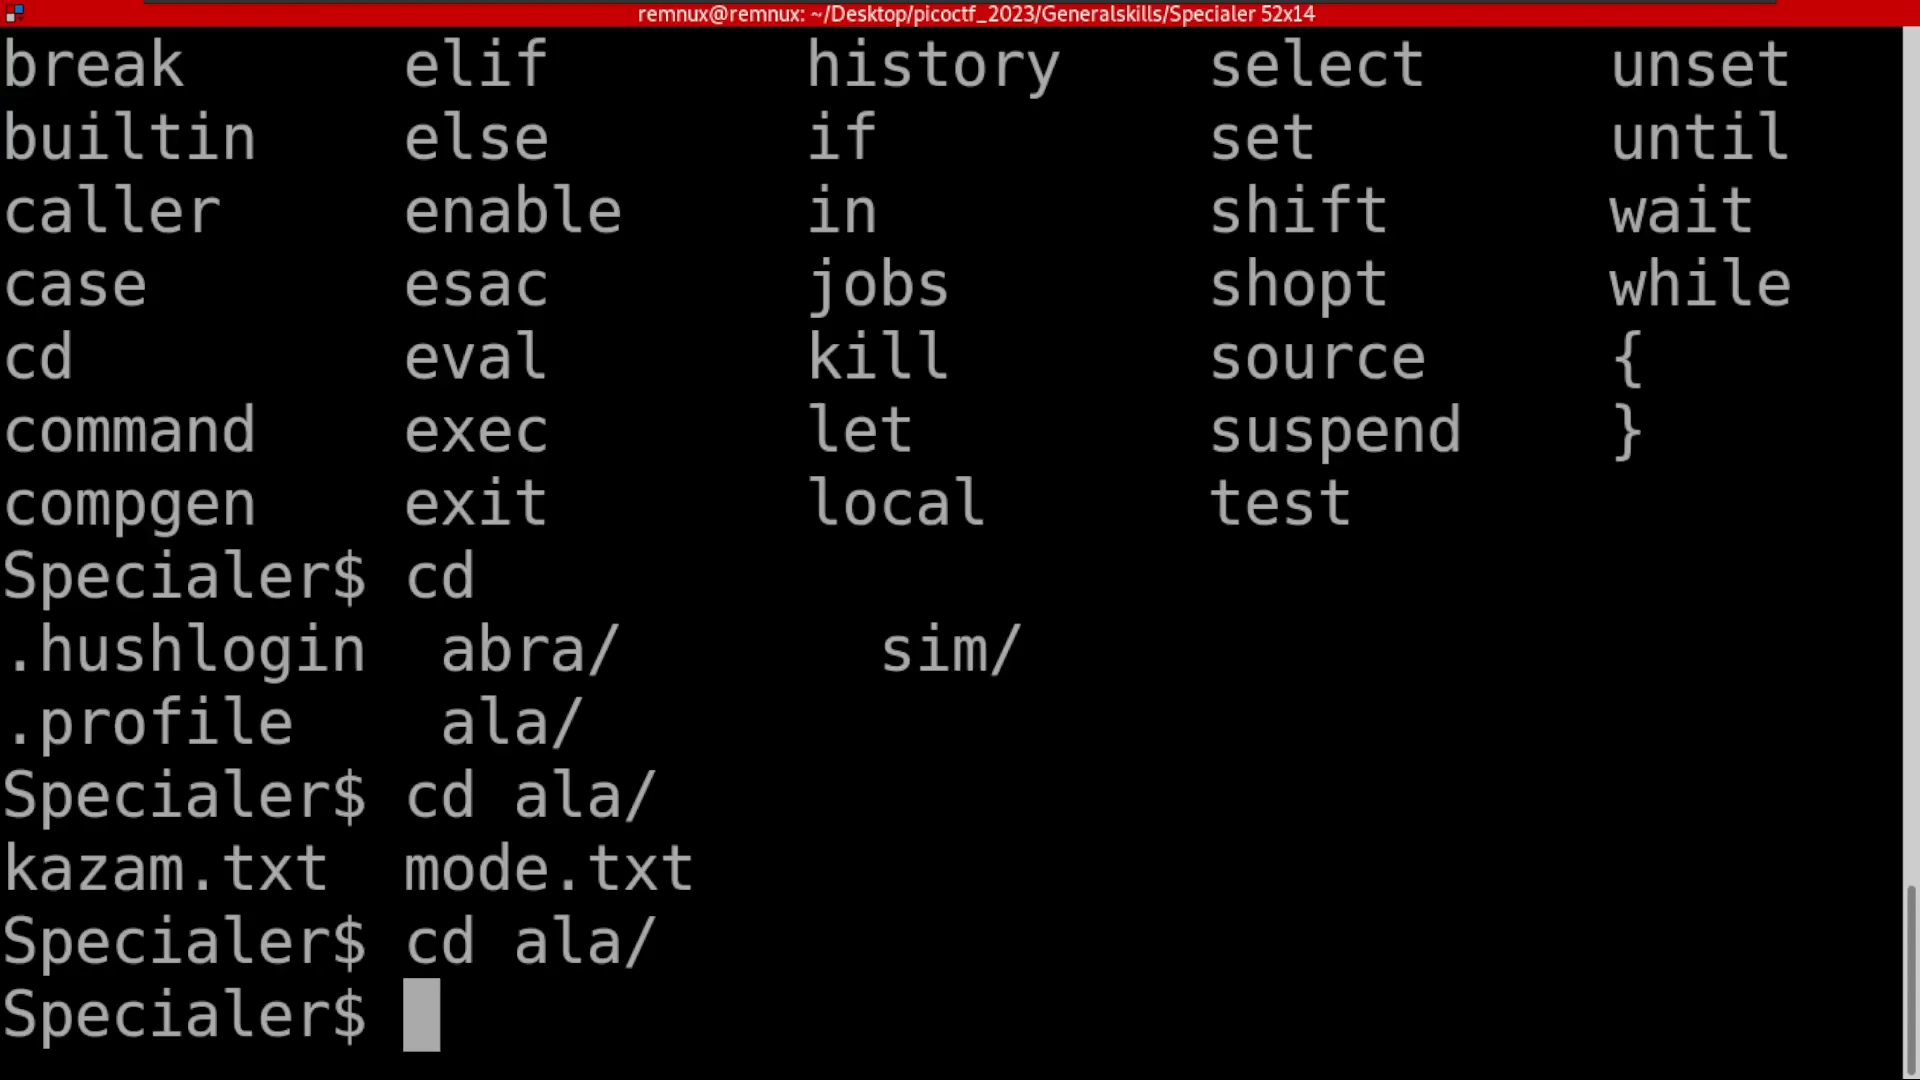 remnux@remnux: ~/Desktop/picoctf_2023/Generalskills/Specialer 52x14
break elif history select unset
builtin else if set until
caller enable in shift wait
case esac jobs shopt while
cd eval kill source {
command exec let suspend }
compgen exit local test
Specialer$ cd
.hushlogin abra/ sim/
.profile ala/
Specialer$ cd ala/
kazam.txt mode.txt
Specialer$ cd ala/
Specialer$